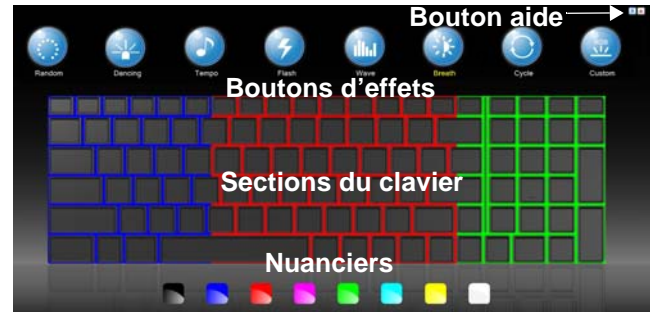 Bouton aide
Random Dancing Tempo Flash Wave Breath Cycle Custom
Boutons d'effets
Sections du clavier
Nuanciers